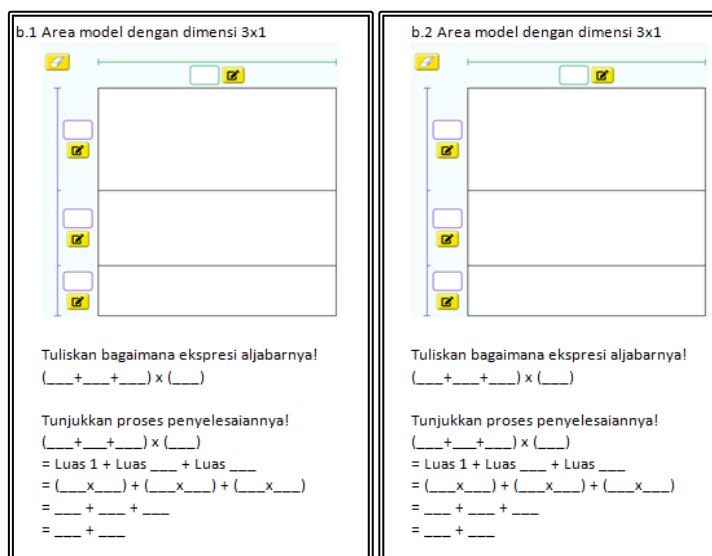 b.1 Area model dengan dimensi 3x1
Tuliskan bagaimana ekspresi aljabarnya!
(___+___+___) x (___)
Tunjukkan proses penyelesaiannya!
(___+___+___) x (___)
= Luas 1 + Luas ___ + Luas ___
= (___x___) + (___x___) + (___x___)
= ___ + ___ + ___
= ___ + ___
b.2 Area model dengan dimensi 3x1
Tuliskan bagaimana ekspresi aljabarnya!
(___+___+___) x (___)
Tunjukkan proses penyelesaiannya!
(___+___+___) x (___)
= Luas 1 + Luas ___ + Luas ___
= (___x___) + (___x___) + (___x___)
= ___ + ___ + ___
= ___ + ___